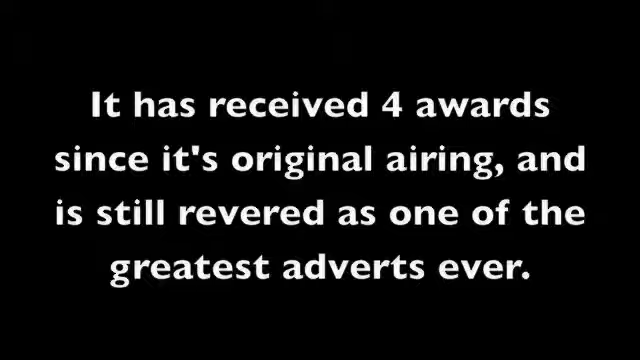 It has received 4 awards
since it's original airing, and
is still revered as one of the
greatest adverts ever.